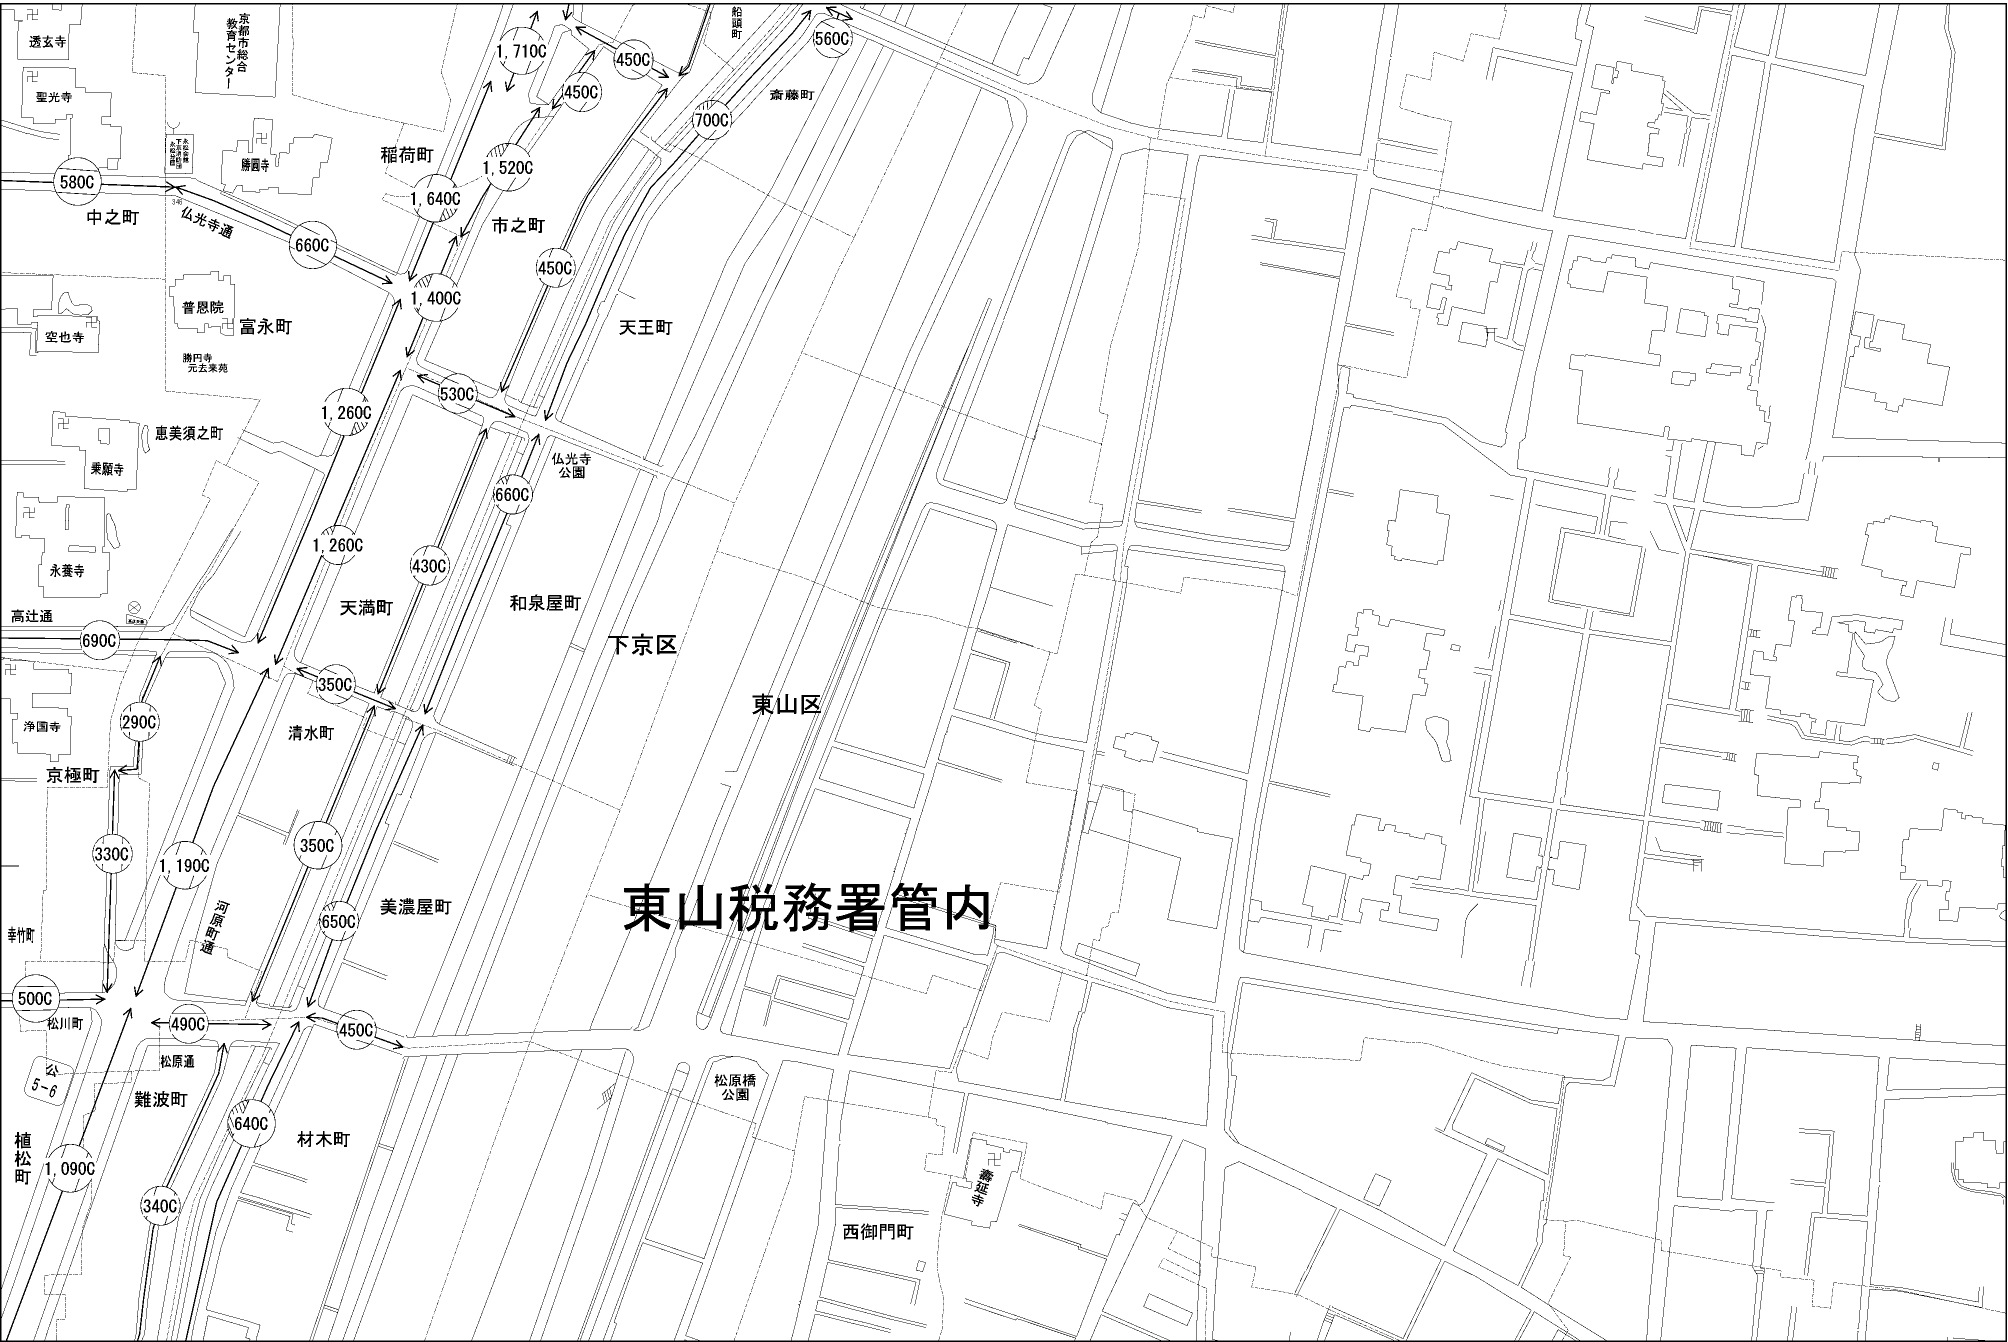 透玄寺
京都市総合
教育センター
1,710C
450C
船頭町
560C
聖光寺
450C
斎藤町
700C
勝圓寺
稲荷町
1,520C
580C
1,640C
346
中之町
仏光寺通
市之町
660C
450C
1,400C
普恩院
富永町
天王町
空也寺
勝円寺
元去来苑
530C
1,260C
恵美須之町
仏光寺
公園
乗願寺
660C
1,260C
430C
永養寺
天満町
和泉屋町
高辻通
690C
下京区
350C
東山区
290C
浄国寺
清水町
京極町
350C
330C
1,190C
美濃屋町
東山税務署管内
650C
河原町通
幸竹町
500C
松川町
490C
450C
松原通
公
5-6
松原橋
公園
難波町
640C
材木町
植松町
1,090C
壽延寺
340C
西御門町